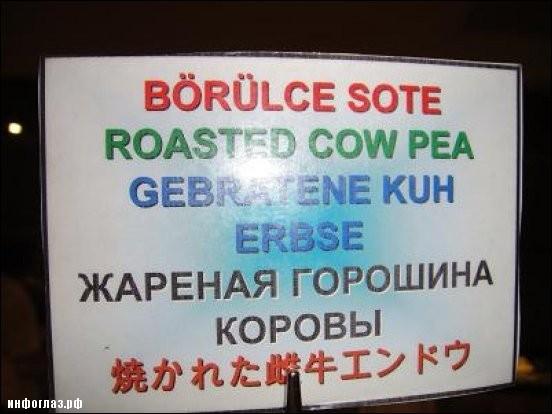 BÖRÜLCE SOTE
ROASTED COW PEA
GEBRATENE KUH
ERBSE
ЖАРЕНАЯ ГОРОШИНА
КОРОВЫ
焼かれた雌牛エンドウ
инфоглаз.рф